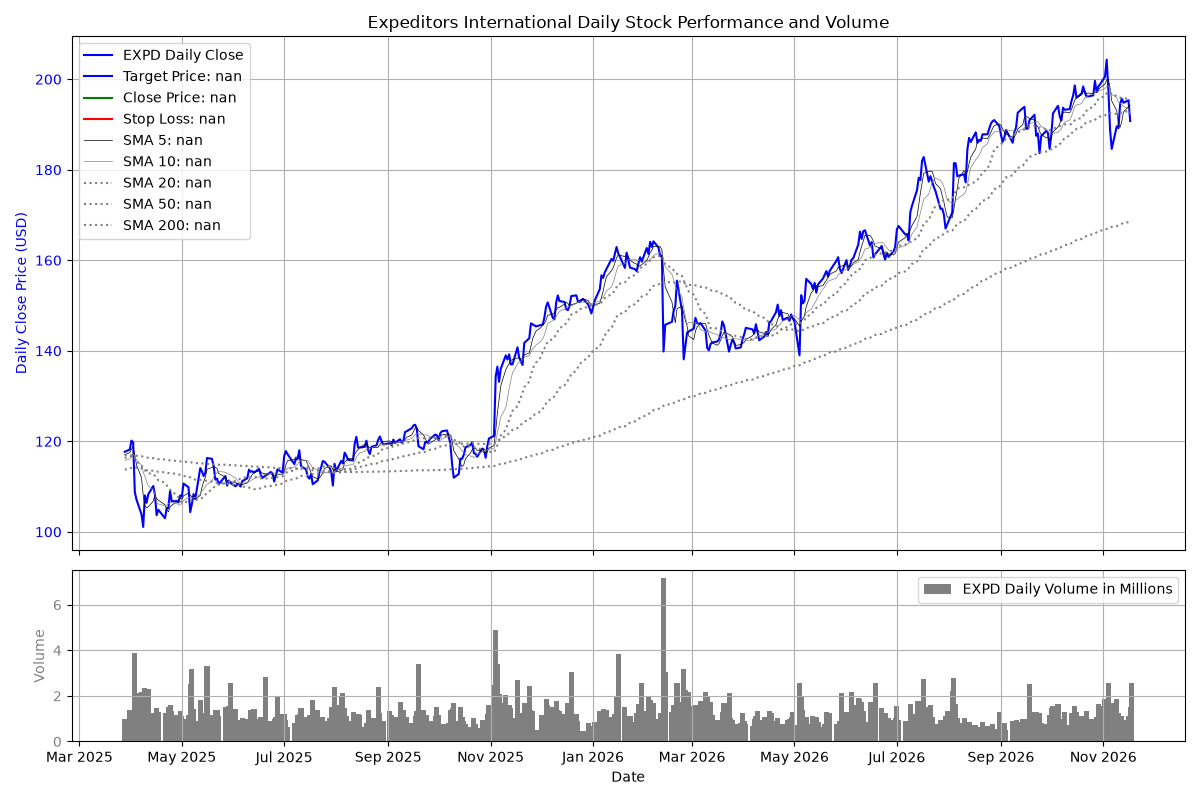 Expeditors International Daily Stock Performance and Volume
EXPD Daily Close
Target Price: nan
Close Price: nan
Stop Loss: nan
SMA 5: nan
SMA 10: nan
SMA 20: nan
SMA 50: nan
SMA 200: nan
Daily Close Price (USD)
200
180
160
140
120
100
EXPD Daily Volume in Millions
Volume
6
4
2
0
Mar 2025 May 2025 Jul 2025 Sep 2025 Nov 2025 Jan 2026 Mar 2026 May 2026 Jul 2026 Sep 2026 Nov 2026
Date